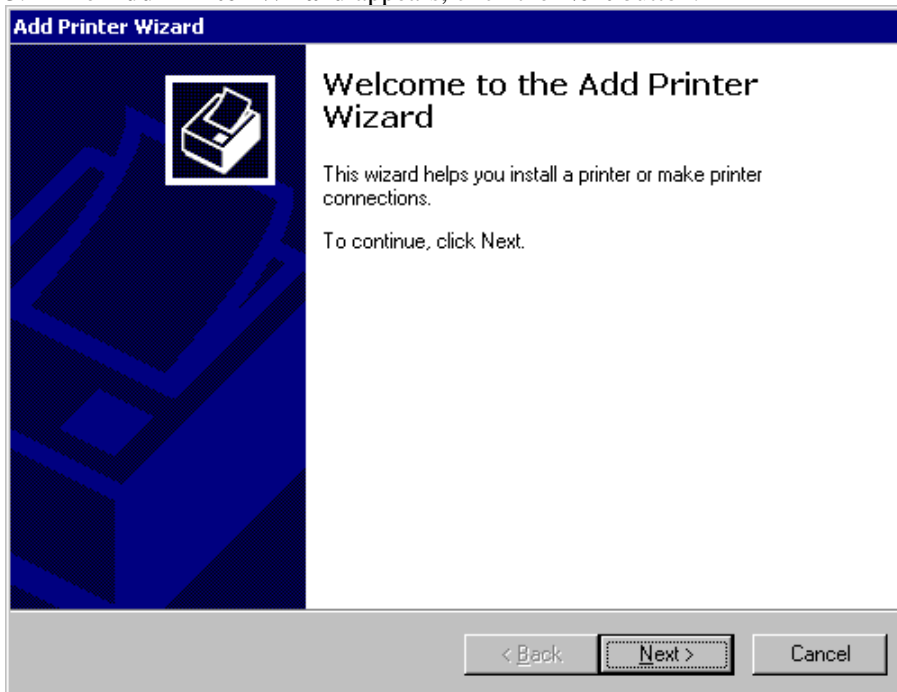 Add Printer Wizard
Welcome to the Add Printer
Wizard
This wizard helps you install a printer or make printer
connections.
To continue, click Next.
< Back
Next >
Cancel